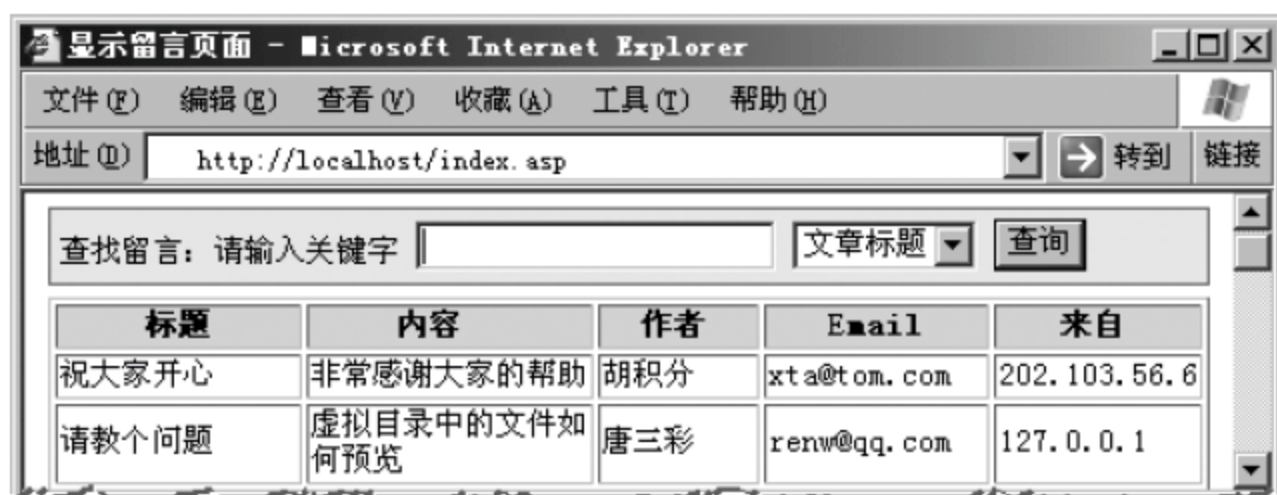 显示留言页面 - Microsoft Internet Explorer
文件(F) 编辑(E) 查看(V) 收藏(A) 工具(T) 帮助(H)
地址(D) http://localhost/index.asp 转到 链接
查找留言：请输入关键字 文章标题 查询
标题 内容 作者 Email 来自
祝大家开心 非常感谢大家的帮助 胡积分 xta@tom.com 202.103.56.6
请教个问题 虚拟目录中的文件如 唐三彩 renw@qq.com 127.0.0.1
何预览